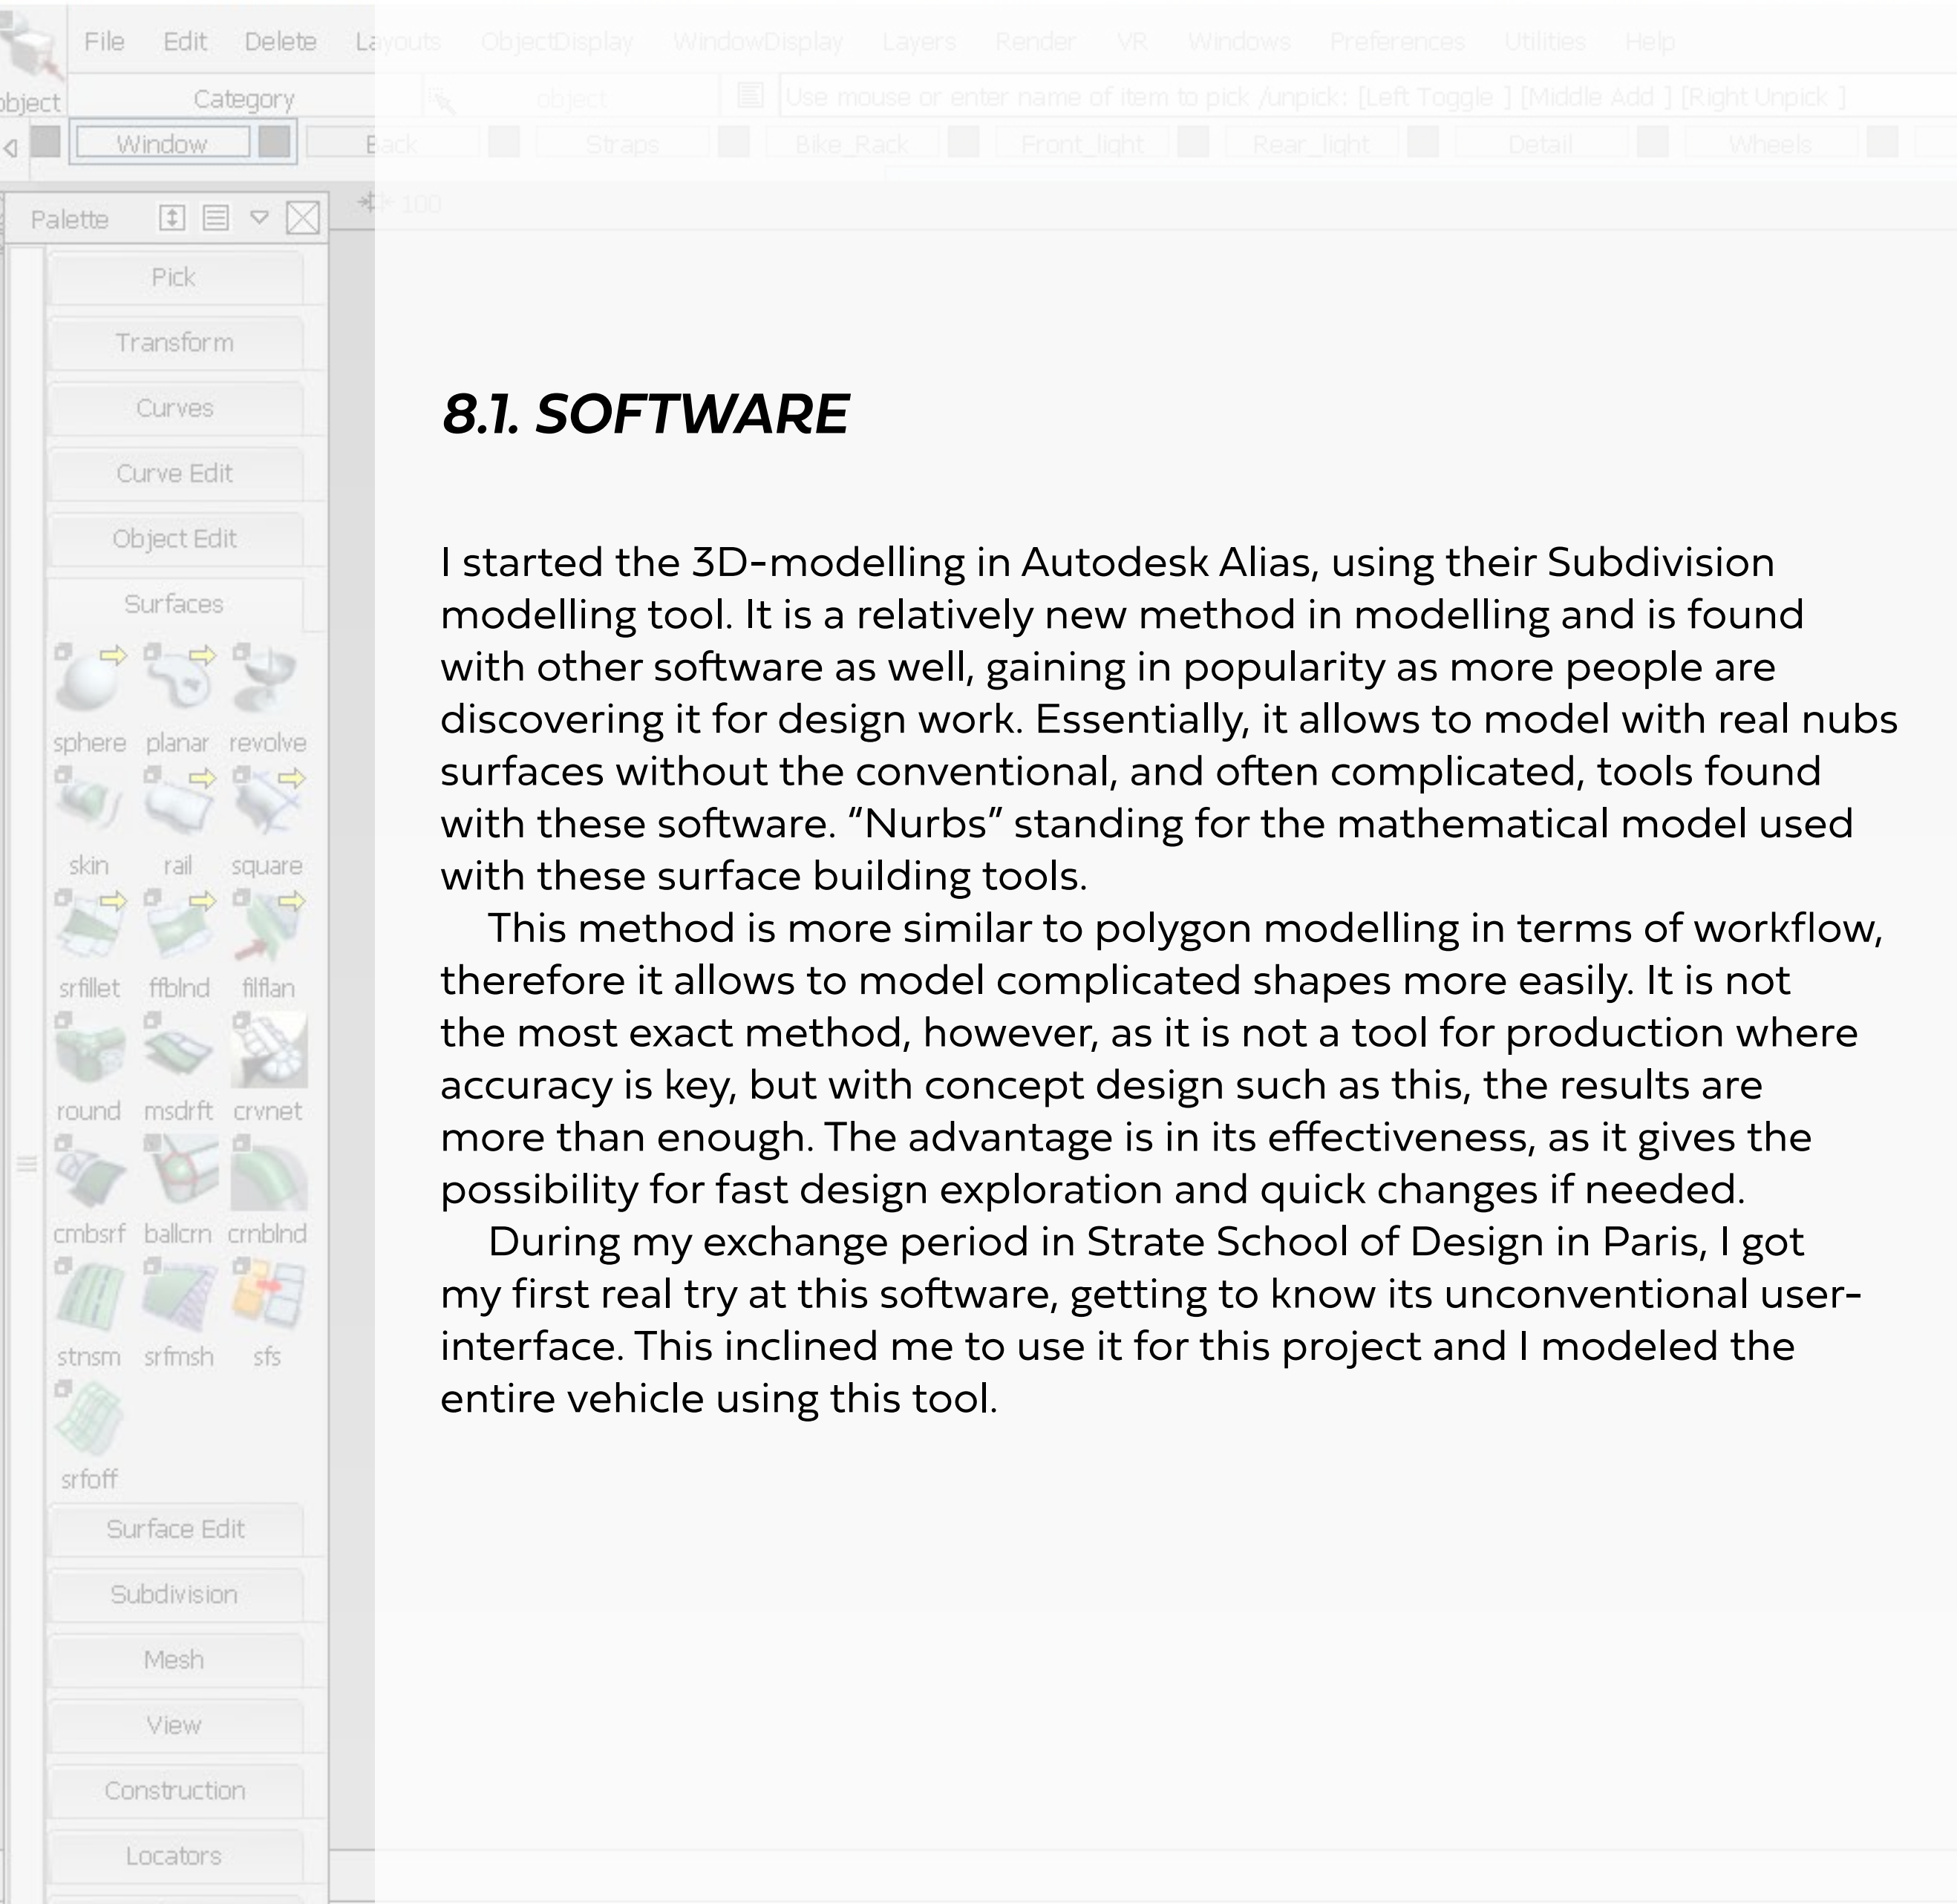 File Edit Delete Layouts ObjectDisplay WindowDisplay Layers Render VR Windows Preferences Utilities Help
object Category object Use mouse or enter name of item to pick /unpick: [Left Toggle ] [Middle Add ] [Right Unpick ]
Window Back Straps Bike_Rack Front_light Rear_light Detail Wheels
Palette
100
Pick
Transform
Curves
Curve Edit
Object Edit
Surfaces
sphere planar revolve
skin rail square
srfillet ffblnd filflan
round msdrft crvnet
cmbsrf ballcrn crnblnd
stnsm srfmsh sfs
srfoff
Surface Edit
Subdivision
Mesh
View
Construction
Locators
8.1. SOFTWARE
I started the 3D-modelling in Autodesk Alias, using their Subdivision
modelling tool. It is a relatively new method in modelling and is found
with other software as well, gaining in popularity as more people are
discovering it for design work. Essentially, it allows to model with real nubs
surfaces without the conventional, and often complicated, tools found
with these software. “Nurbs” standing for the mathematical model used
with these surface building tools.
This method is more similar to polygon modelling in terms of workflow,
therefore it allows to model complicated shapes more easily. It is not
the most exact method, however, as it is not a tool for production where
accuracy is key, but with concept design such as this, the results are
more than enough. The advantage is in its effectiveness, as it gives the
possibility for fast design exploration and quick changes if needed.
During my exchange period in Strate School of Design in Paris, I got
my first real try at this software, getting to know its unconventional user-
interface. This inclined me to use it for this project and I modeled the
entire vehicle using this tool.